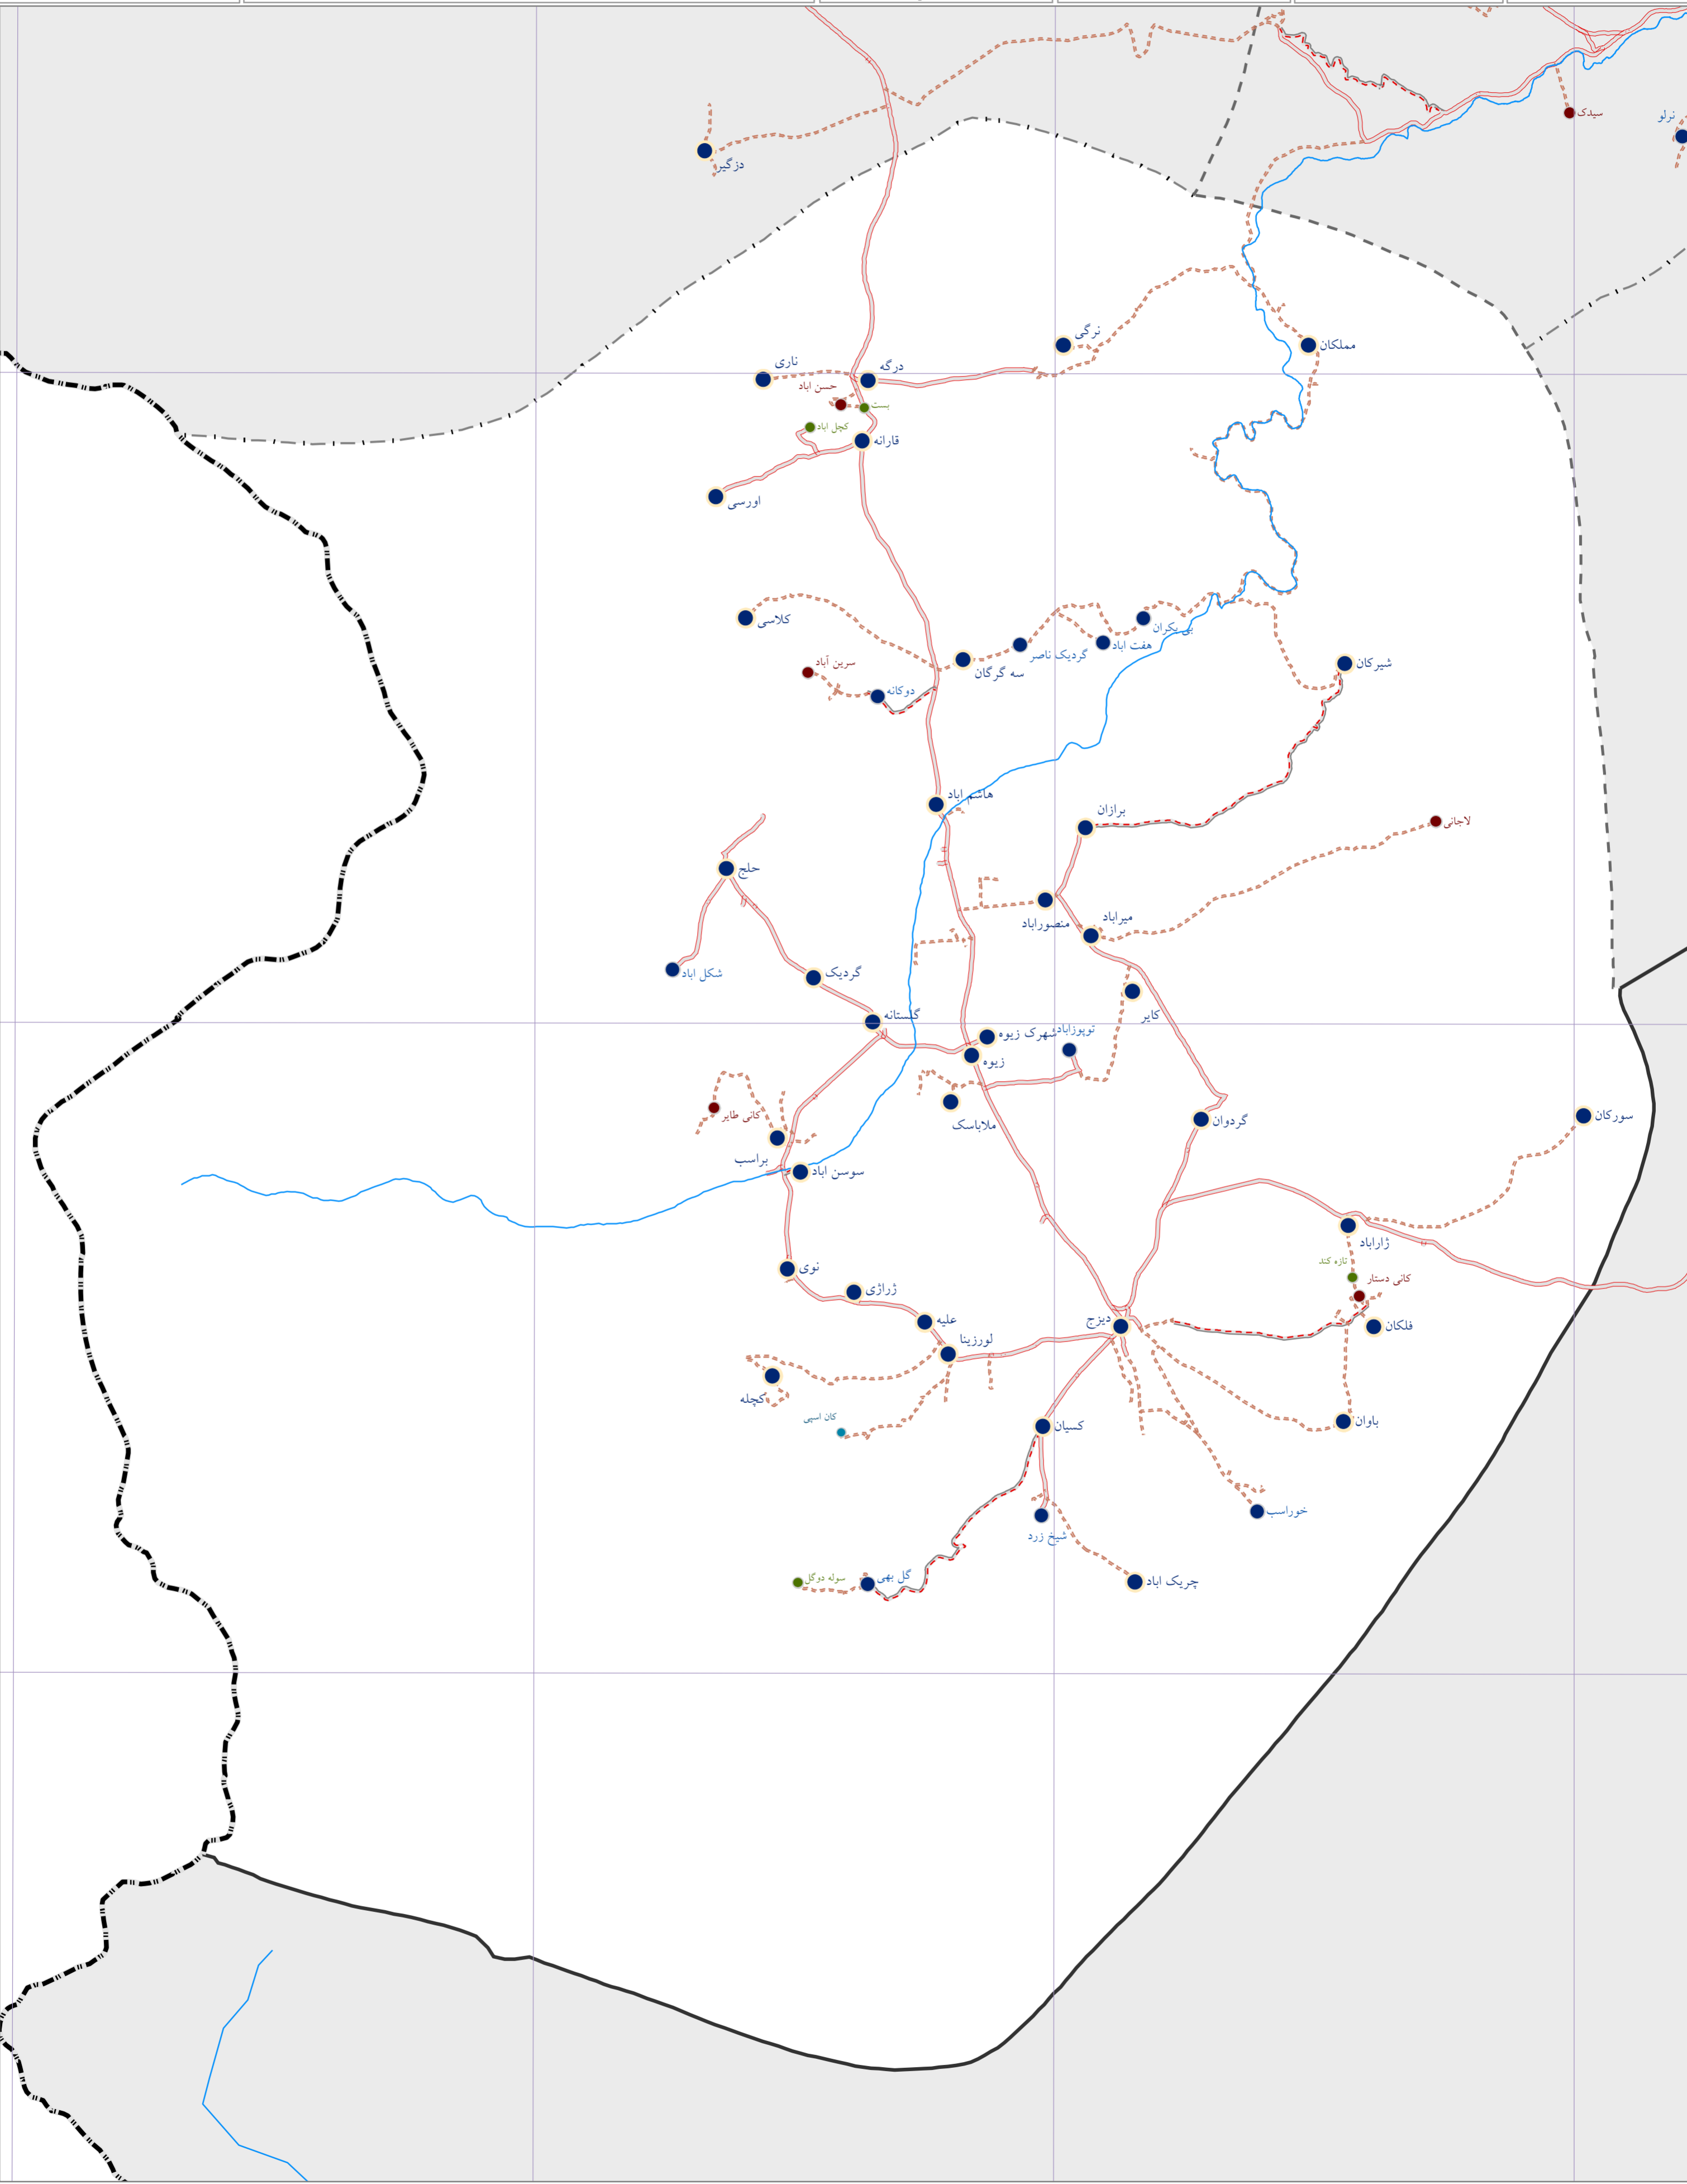 سیدک
نرلو
دزگیر
نرگی
مملکان
ناری
درگه
حسن اباد
بست
کچل اباد
قارانه
اورسی
کلاسی
بی بکران
هفت اباد
گردیک ناصر
سه گرگان
شیرکان
سرین آباد
دوکانه
هاشم اباد
برازان
لاجانی
حلج
منصوراباد
میراباد
شکل اباد
گردیک
کایر
گلستانه
شهرک زیوه
توپوزاباد
زیوه
کانی طایر
ملاباسک
گردوان
سورکان
براسب
سوسن اباد
ژاراباد
نوی
تازه کند
کانی دستار
ژراژی
علیه
دیزج
فلکان
لورزینا
کچله
کان اسپی
کسیان
باوان
شیخ زرد
خوراسب
سوله دوگل
گل بهی
چریک اباد